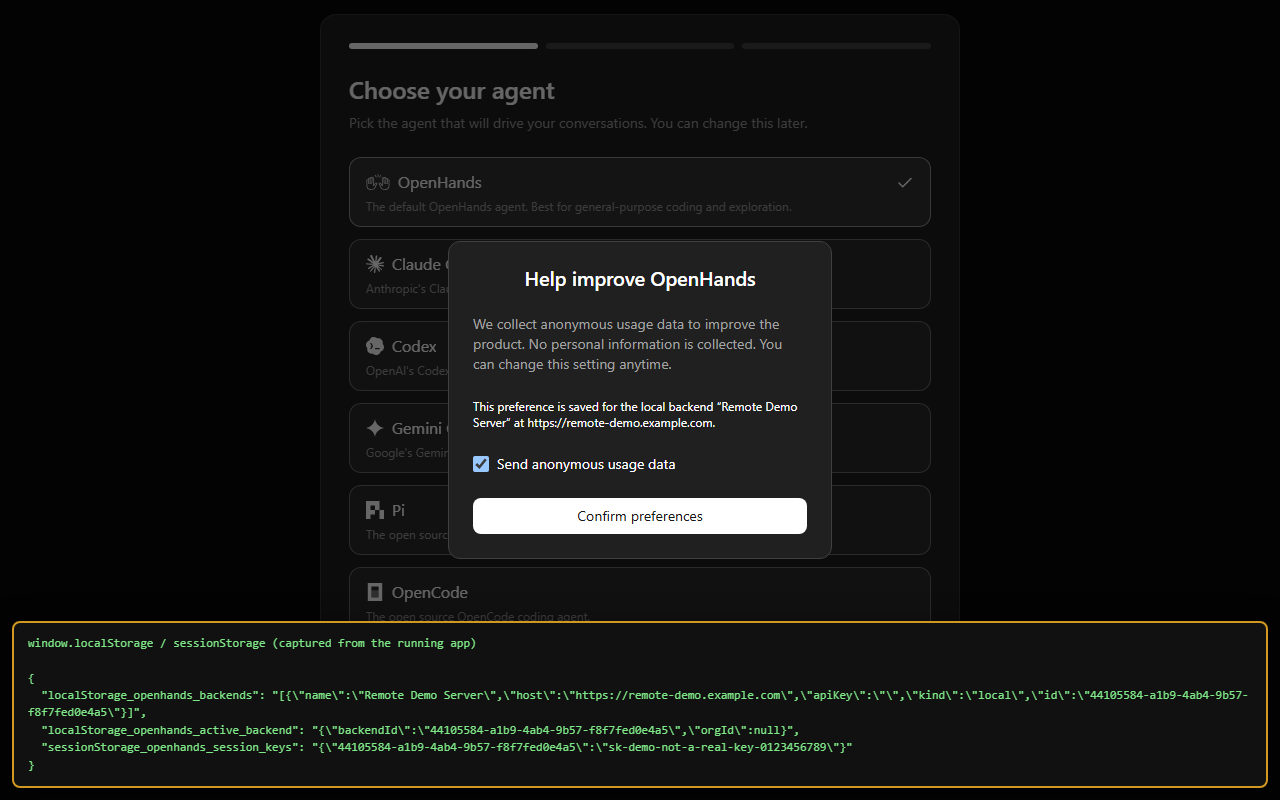 Choose your agent
Pick the agent that will drive your conversations. You can change this later.
OpenHands
The default OpenHands agent. Best for general-purpose coding and exploration.
Claude
Anthropic's Clau
Codex
OpenAI's Codex
Gemini
Google's Gemin
Pi
The open sourc
OpenCode
The open source OpenCode coding agent.
Help improve OpenHands
We collect anonymous usage data to improve the
product. No personal information is collected. You
can change this setting anytime.
This preference is saved for the local backend “Remote Demo
Server” at https://remote-demo.example.com.
Send anonymous usage data
Confirm preferences
window.localStorage / sessionStorage (captured from the running app)
{
"localStorage_openhands_backends": "[{\"name\":\"Remote Demo Server\",\"host\":\"https://remote-demo.example.com\",\"apiKey\":\"\",\"kind\":\"local\",\"id\":\"44105584-a1b9-4ab4-9b57-
f8f7fed0e4a5\"}]",
"localStorage_openhands_active_backend": "{\"backendId\":\"44105584-a1b9-4ab4-9b57-f8f7fed0e4a5\",\"orgId\":null}",
"sessionStorage_openhands_session_keys": "{\"44105584-a1b9-4ab4-9b57-f8f7fed0e4a5\":\"sk-demo-not-a-real-key-0123456789\"}"
}